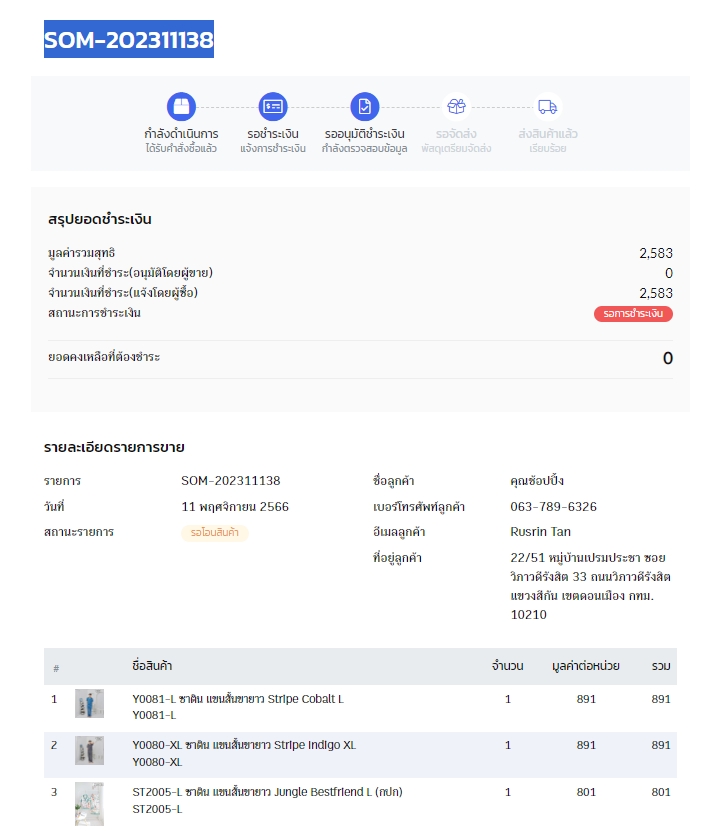 SOM-202311138
กำลังดำเนินการ
ได้รับคำสั่งซื้อแล้ว
รอชำระเงิน
แจ้งการชำระเงิน
รออนุมัติชำระเงิน
กำลังตรวจสอบข้อมูล
รอจัดส่ง
พัสดุเตรียมจัดส่ง
ส่งสินค้าแล้ว
เรียบร้อย
สรุปยอดชำระเงิน
มูลค่ารวมสุทธิ 2,583
จำนวนเงินที่ชำระ(อนุมัติโดยผู้ขาย) 0
จำนวนเงินที่ชำระ(แจ้งโดยผู้ซื้อ) 2,583
สถานะการชำระเงิน รอการชำระเงิน
ยอดคงเหลือที่ต้องชำระ 0
รายละเอียดรายการขาย
รายการ SOM-202311138
วันที่ 11 พฤศจิกายน 2566
สถานะรายการ รอโอนสินค้า
ชื่อลูกค้า คุณช้อปปิ้ง
เบอร์โทรศัพท์ลูกค้า 063-789-6326
อีเมลลูกค้า Rusrin Tan
ที่อยู่ลูกค้า 22/51 หมู่บ้านเปรมประชา ซอย
วิภาวดีรังสิต 33 ถนนวิภาวดีรังสิต
แขวงสีกัน เขตดอนเมือง กทม.
10210
# ชื่อสินค้า จำนวน มูลค่าต่อหน่วย รวม
1 Y0081-L ซาติน แขนสั้นขายาว Stripe Cobalt L 1 891 891
Y0081-L
2 Y0080-XL ซาติน แขนสั้นขายาว Stripe Indigo XL 1 891 891
Y0080-XL
3 ST2005-L ซาติน แขนสั้นขายาว Jungle Bestfriend L (กปก) 1 801 801
ST2005-L